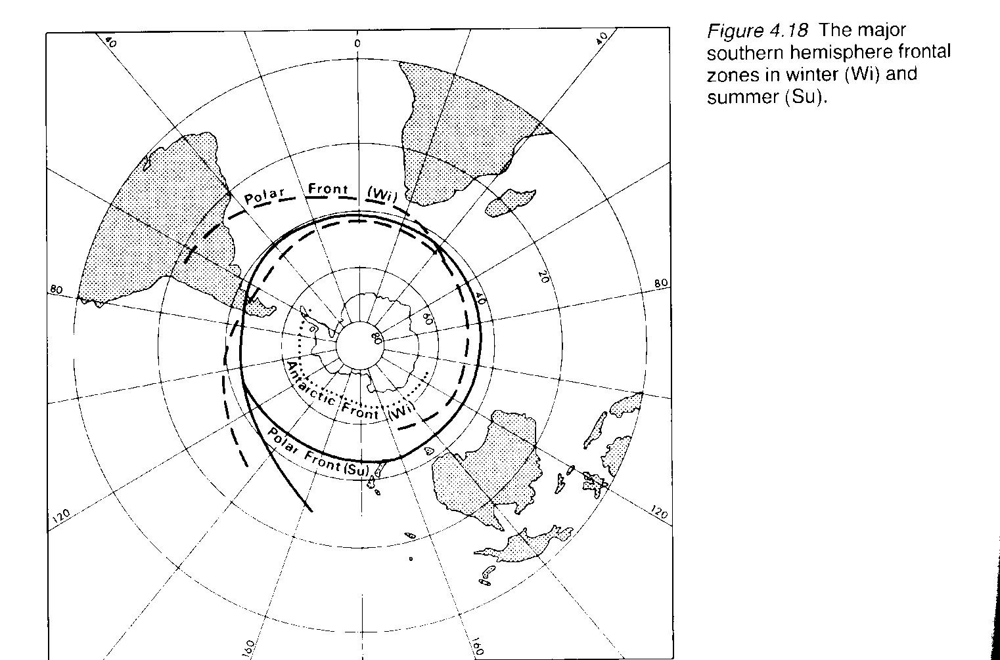 Figure 4.18 The major
southern hemisphere frontal
zones in winter (Wi) and
summer (Su).
40
0
40
Polar Front (Wi)
80
80
20
40
60
80
Antarctic Front (Wi)
Polar Front (Su)
120
120
160
160